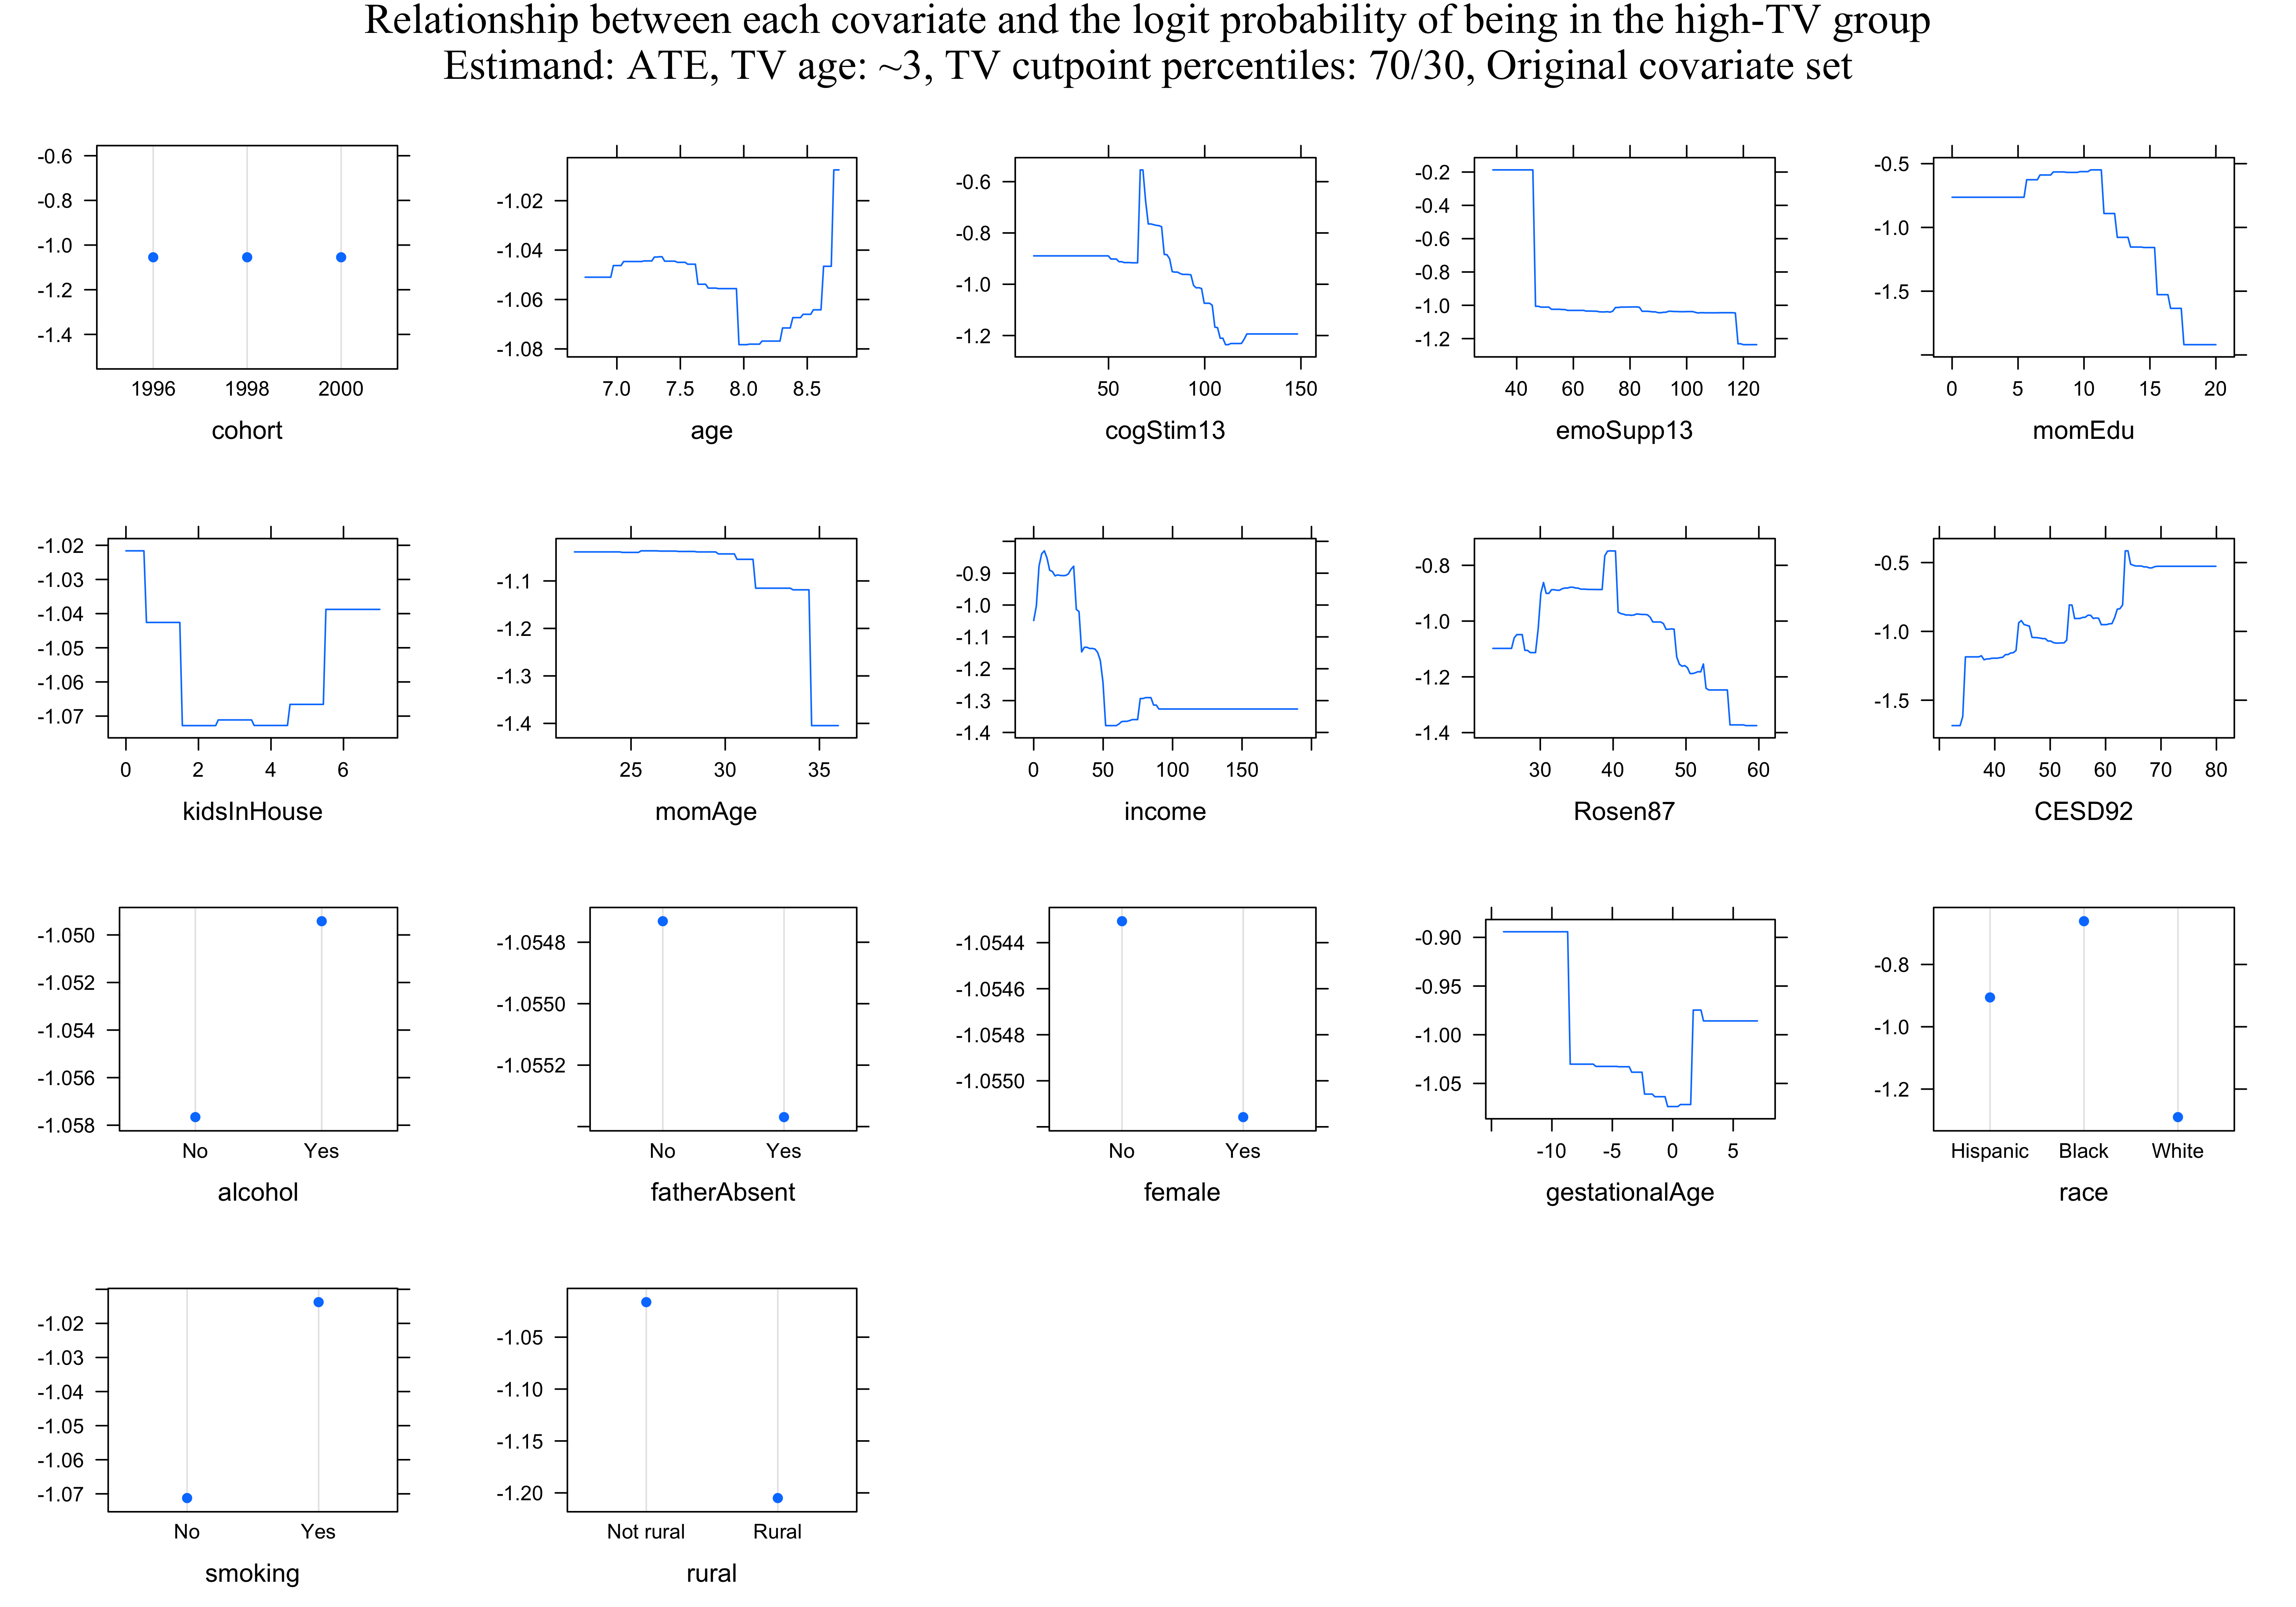 Relationship between each covariate and the logit probability of being in the high-TV group
Estimand: ATE, TV age: ~3, TV cutpoint percentiles: 70/30, Original covariate set
-0.6
-0.8
-1.0
-1.2
-1.4
1996 1998 2000
cohort
-1.02
-1.04
-1.06
-1.08
7.0 7.5 8.0 8.5
age
-0.6
-0.8
-1.0
-1.2
50 100 150
cogStim13
-0.2
-0.4
-0.6
-0.8
-1.0
-1.2
40 60 80 100 120
emoSupp13
-0.5
-1.0
-1.5
0 5 10 15 20
momEdu
-1.02
-1.03
-1.04
-1.05
-1.06
-1.07
0 2 4 6
kidsInHouse
-1.1
-1.2
-1.3
-1.4
25 30 35
momAge
-0.9
-1.0
-1.1
-1.2
-1.3
-1.4
0 50 100 150
income
-0.8
-1.0
-1.2
-1.4
30 40 50 60
Rosen87
-0.5
-1.0
-1.5
40 50 60 70 80
CESD92
-1.050
-1.052
-1.054
-1.056
-1.058
No Yes
alcohol
-1.0548
-1.0550
-1.0552
No Yes
fatherAbsent
-1.0544
-1.0546
-1.0548
-1.0550
No Yes
female
-0.90
-0.95
-1.00
-1.05
-10 -5 0 5
gestationalAge
-0.8
-1.0
-1.2
Hispanic Black White
race
-1.02
-1.03
-1.04
-1.05
-1.06
-1.07
No Yes
smoking
-1.05
-1.10
-1.15
-1.20
Not rural Rural
rural